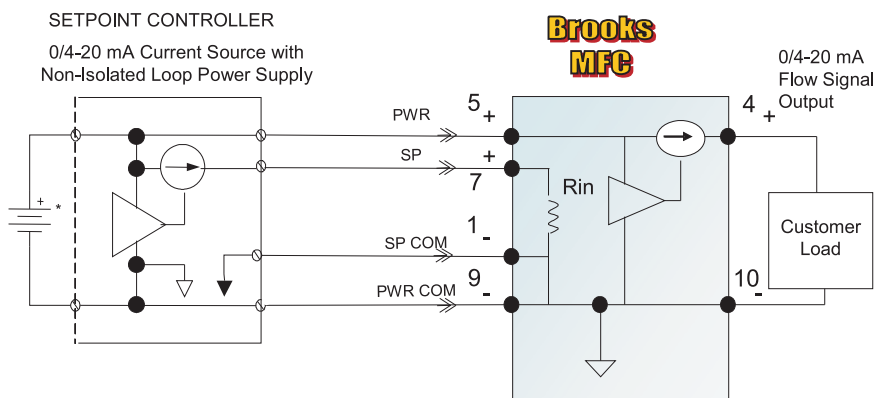 SETPOINT CONTROLLER
0/4-20 mA Current Source with
Non-Isolated Loop Power Supply
Brooks
MFC
0/4-20 mA
Flow Signal
Output
PWR
5
+
4
+
SP
+
7
Rin
+
*
1
-
SP COM
Customer
Load
9
-
PWR COM
10
-